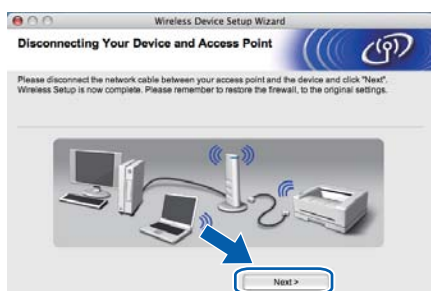 Wireless Device Setup Wizard
Disconnecting Your Device and Access Point
Please disconnect the network cable between your access point and the device and click "Next".
Wireless Setup is now complete. Please remember to restore the firewall, to the original settings.
Next >